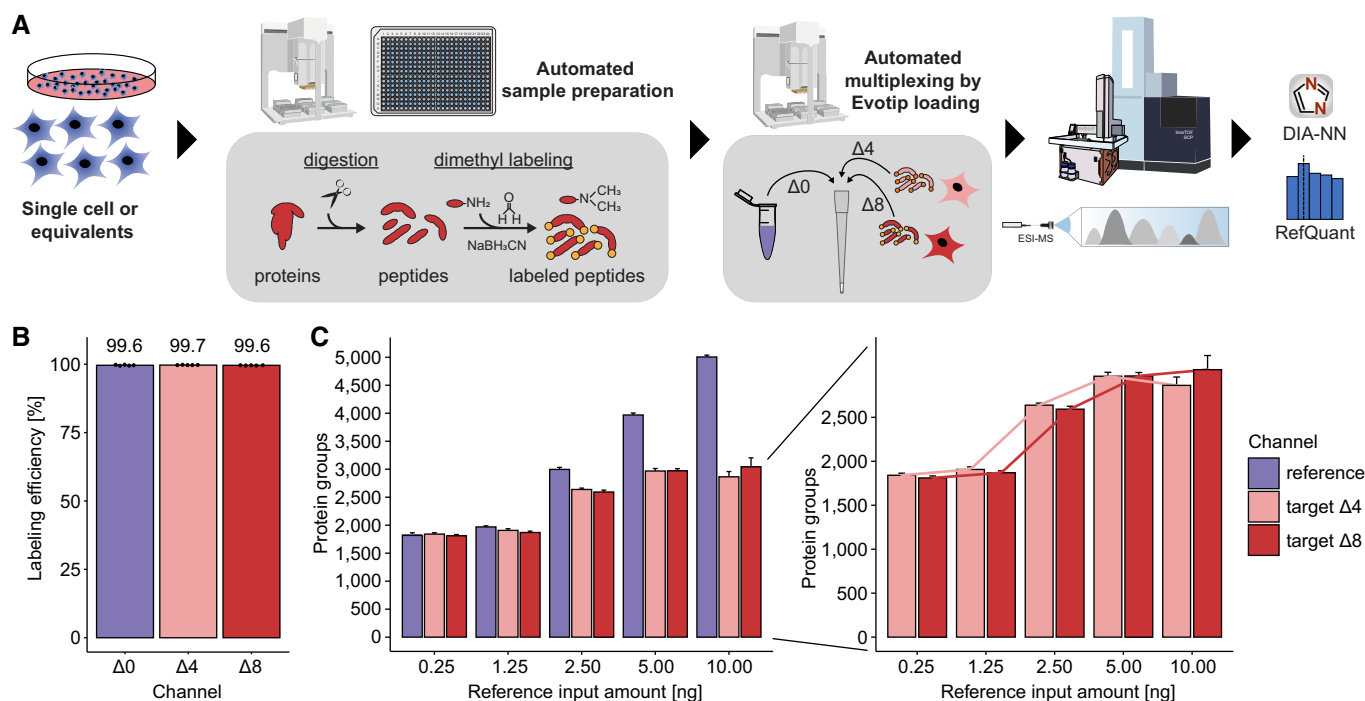 A
Single cell or
equivalents
Automated
sample preparation
digestion
dimethyl labeling
NH₂
O
H H
NaBH₃CN
N
CH₃
CH₃
proteins
peptides
labeled peptides
Automated
multiplexing by
Evotip loading
Δ0
Δ4
Δ8
timsTOF
SCP
ESI-MS
N
N
DIA-NN
RefQuant
B
99.6 99.7 99.6
Labeling efficiency [%]
100
75
50
25
0
Δ0 Δ4 Δ8
Channel
C
Protein groups
5,000
4,500
4,000
3,500
3,000
2,500
2,000
1,500
1,000
500
0
0.25 1.25 2.50 5.00 10.00
Reference input amount [ng]
Protein groups
2,500
2,000
1,500
1,000
500
0
0.25 1.25 2.50 5.00 10.00
Reference input amount [ng]
Channel
reference
target Δ4
target Δ8